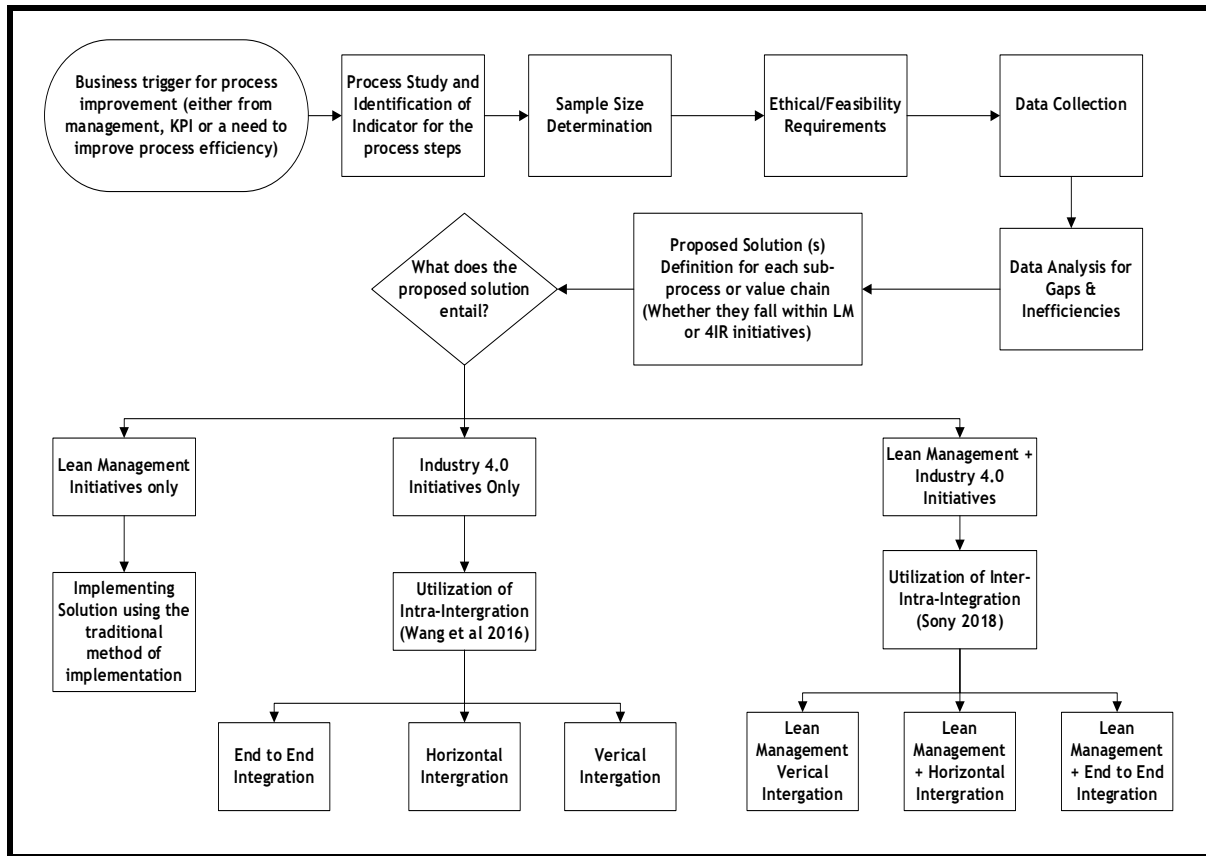 Business trigger for process
improvement (either from
management, KPI or a need to
improve process efficiency)
Process Study and
Identification of
Indicator for the
process steps
Sample Size
Determination
Ethical/Feasibility
Requirements
Data Collection
What does the
proposed solution
entail?
Proposed Solution (s)
Definition for each sub-
process or value chain
(Whether they fall within LM
or 4IR initiatives)
Data Analysis for
Gaps &
Inefficiencies
Lean Management
Initiatives only
Industry 4.0
Initiatives Only
Lean Management +
Industry 4.0
Initiatives
Implementing
Solution using the
traditional
method of
implementation
Utilization of
Intra-Intergration
(Wang et al 2016)
Utilization of Inter-
Intra-Integration
(Sony 2018)
End to End
Integration
Horizontal
Intergration
Verical
Intergation
Lean
Management
Verical
Intergation
Lean
Management
+ Horizontal
Intergration
Lean
Management
+ End to End
Integration